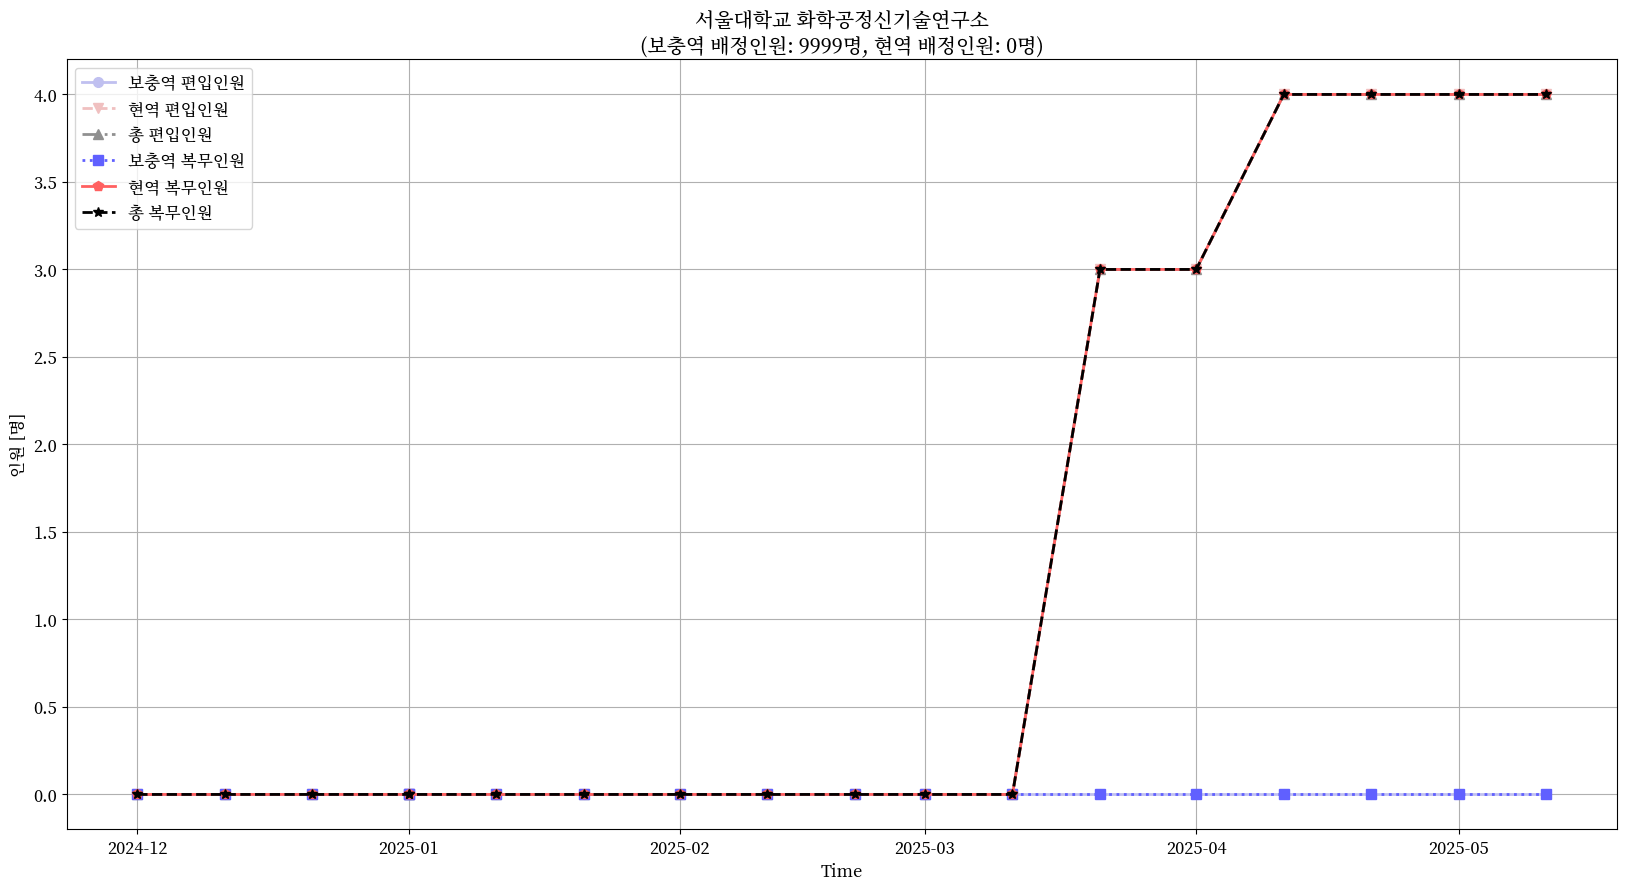 서울대학교 화학공정신기술연구소
(보충역 배정인원: 9999명, 현역 배정인원: 0명)
보충역 편입인원
현역 편입인원
총 편입인원
보충역 복무인원
현역 복무인원
총 복무인원
인원 [명]
4.0
3.5
3.0
2.5
2.0
1.5
1.0
0.5
0.0
2024-12
2025-01
2025-02
2025-03
2025-04
2025-05
Time